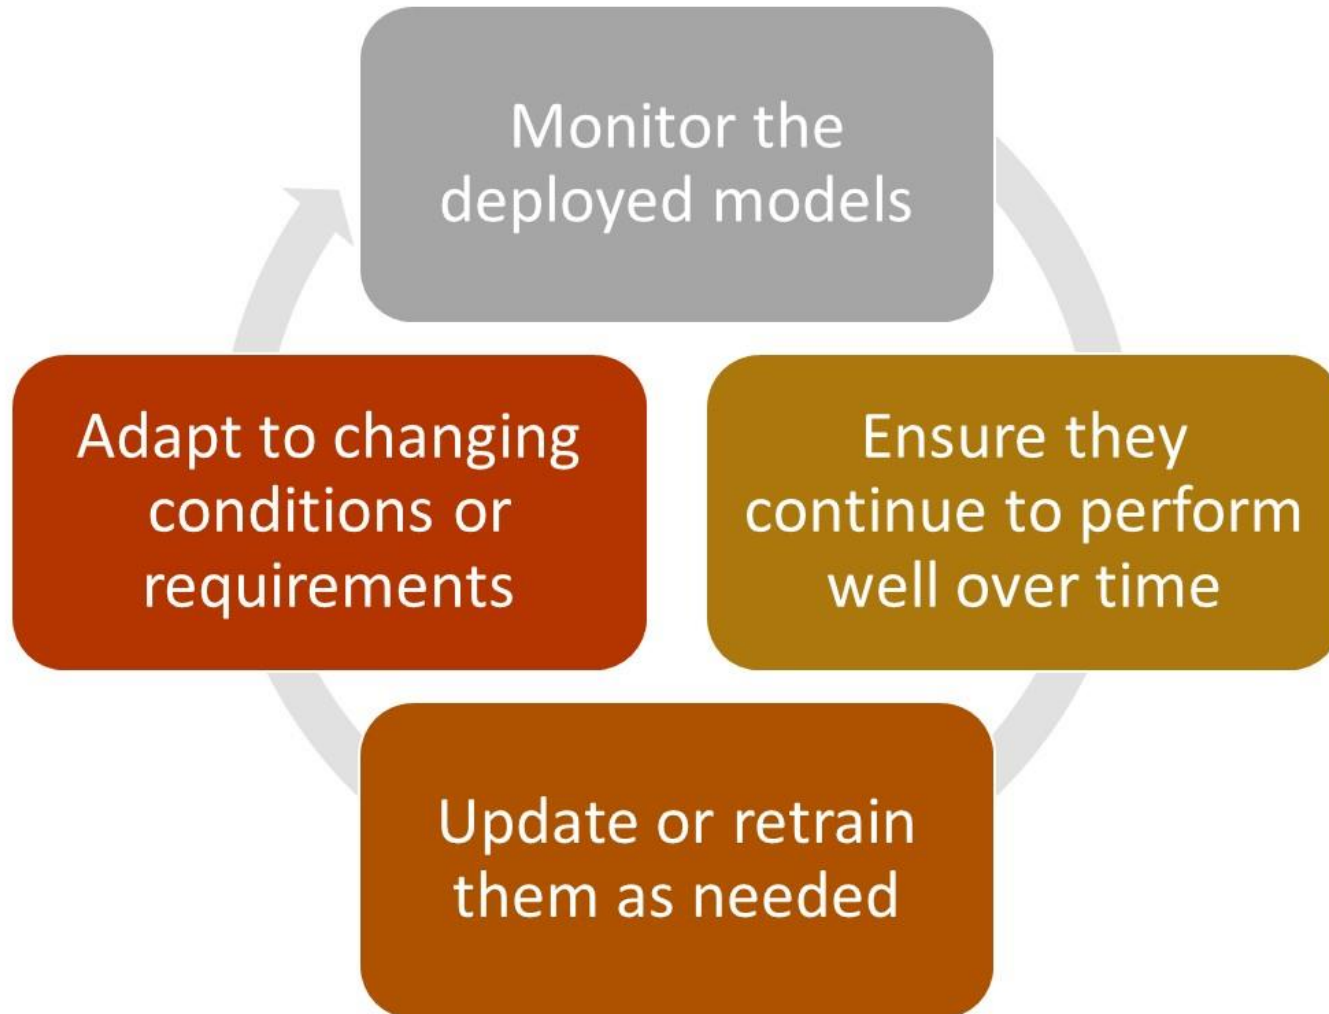 Monitor the
deployed models
Ensure they
continue to perform
well over time
Update or retrain
them as needed
Adapt to changing
conditions or
requirements